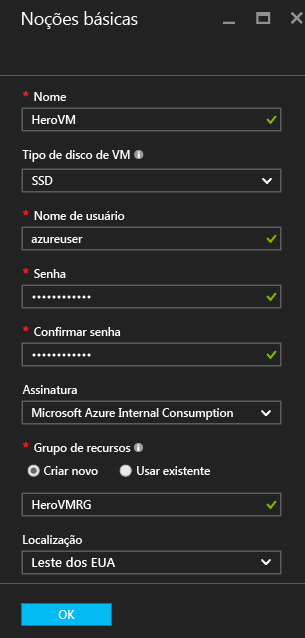 Noções básicas
* Nome
HeroVM
Tipo de disco de VM
SSD
* Nome de usuário
azureuser
* Senha
••••••••••••
* Confirmar senha
••••••••••••
Assinatura
Microsoft Azure Internal Consumption
* Grupo de recursos
Criar novo Usar existente
HeroVMRG
Localização
Leste dos EUA
OK